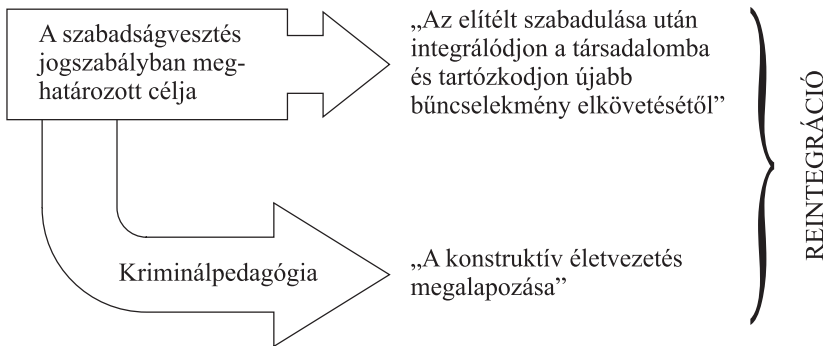 A szabadságvesztés
jogszabályban meg-
határozott célja
„Az elítélt szabadulása után
integrálódjon a társadalomba
és tartózkodjon újabb
bűncselekmény elkövetésétől”
Kriminálpedagógia
„A konstruktív életvezetés
megalapozása”
REINTEGRÁCIÓ